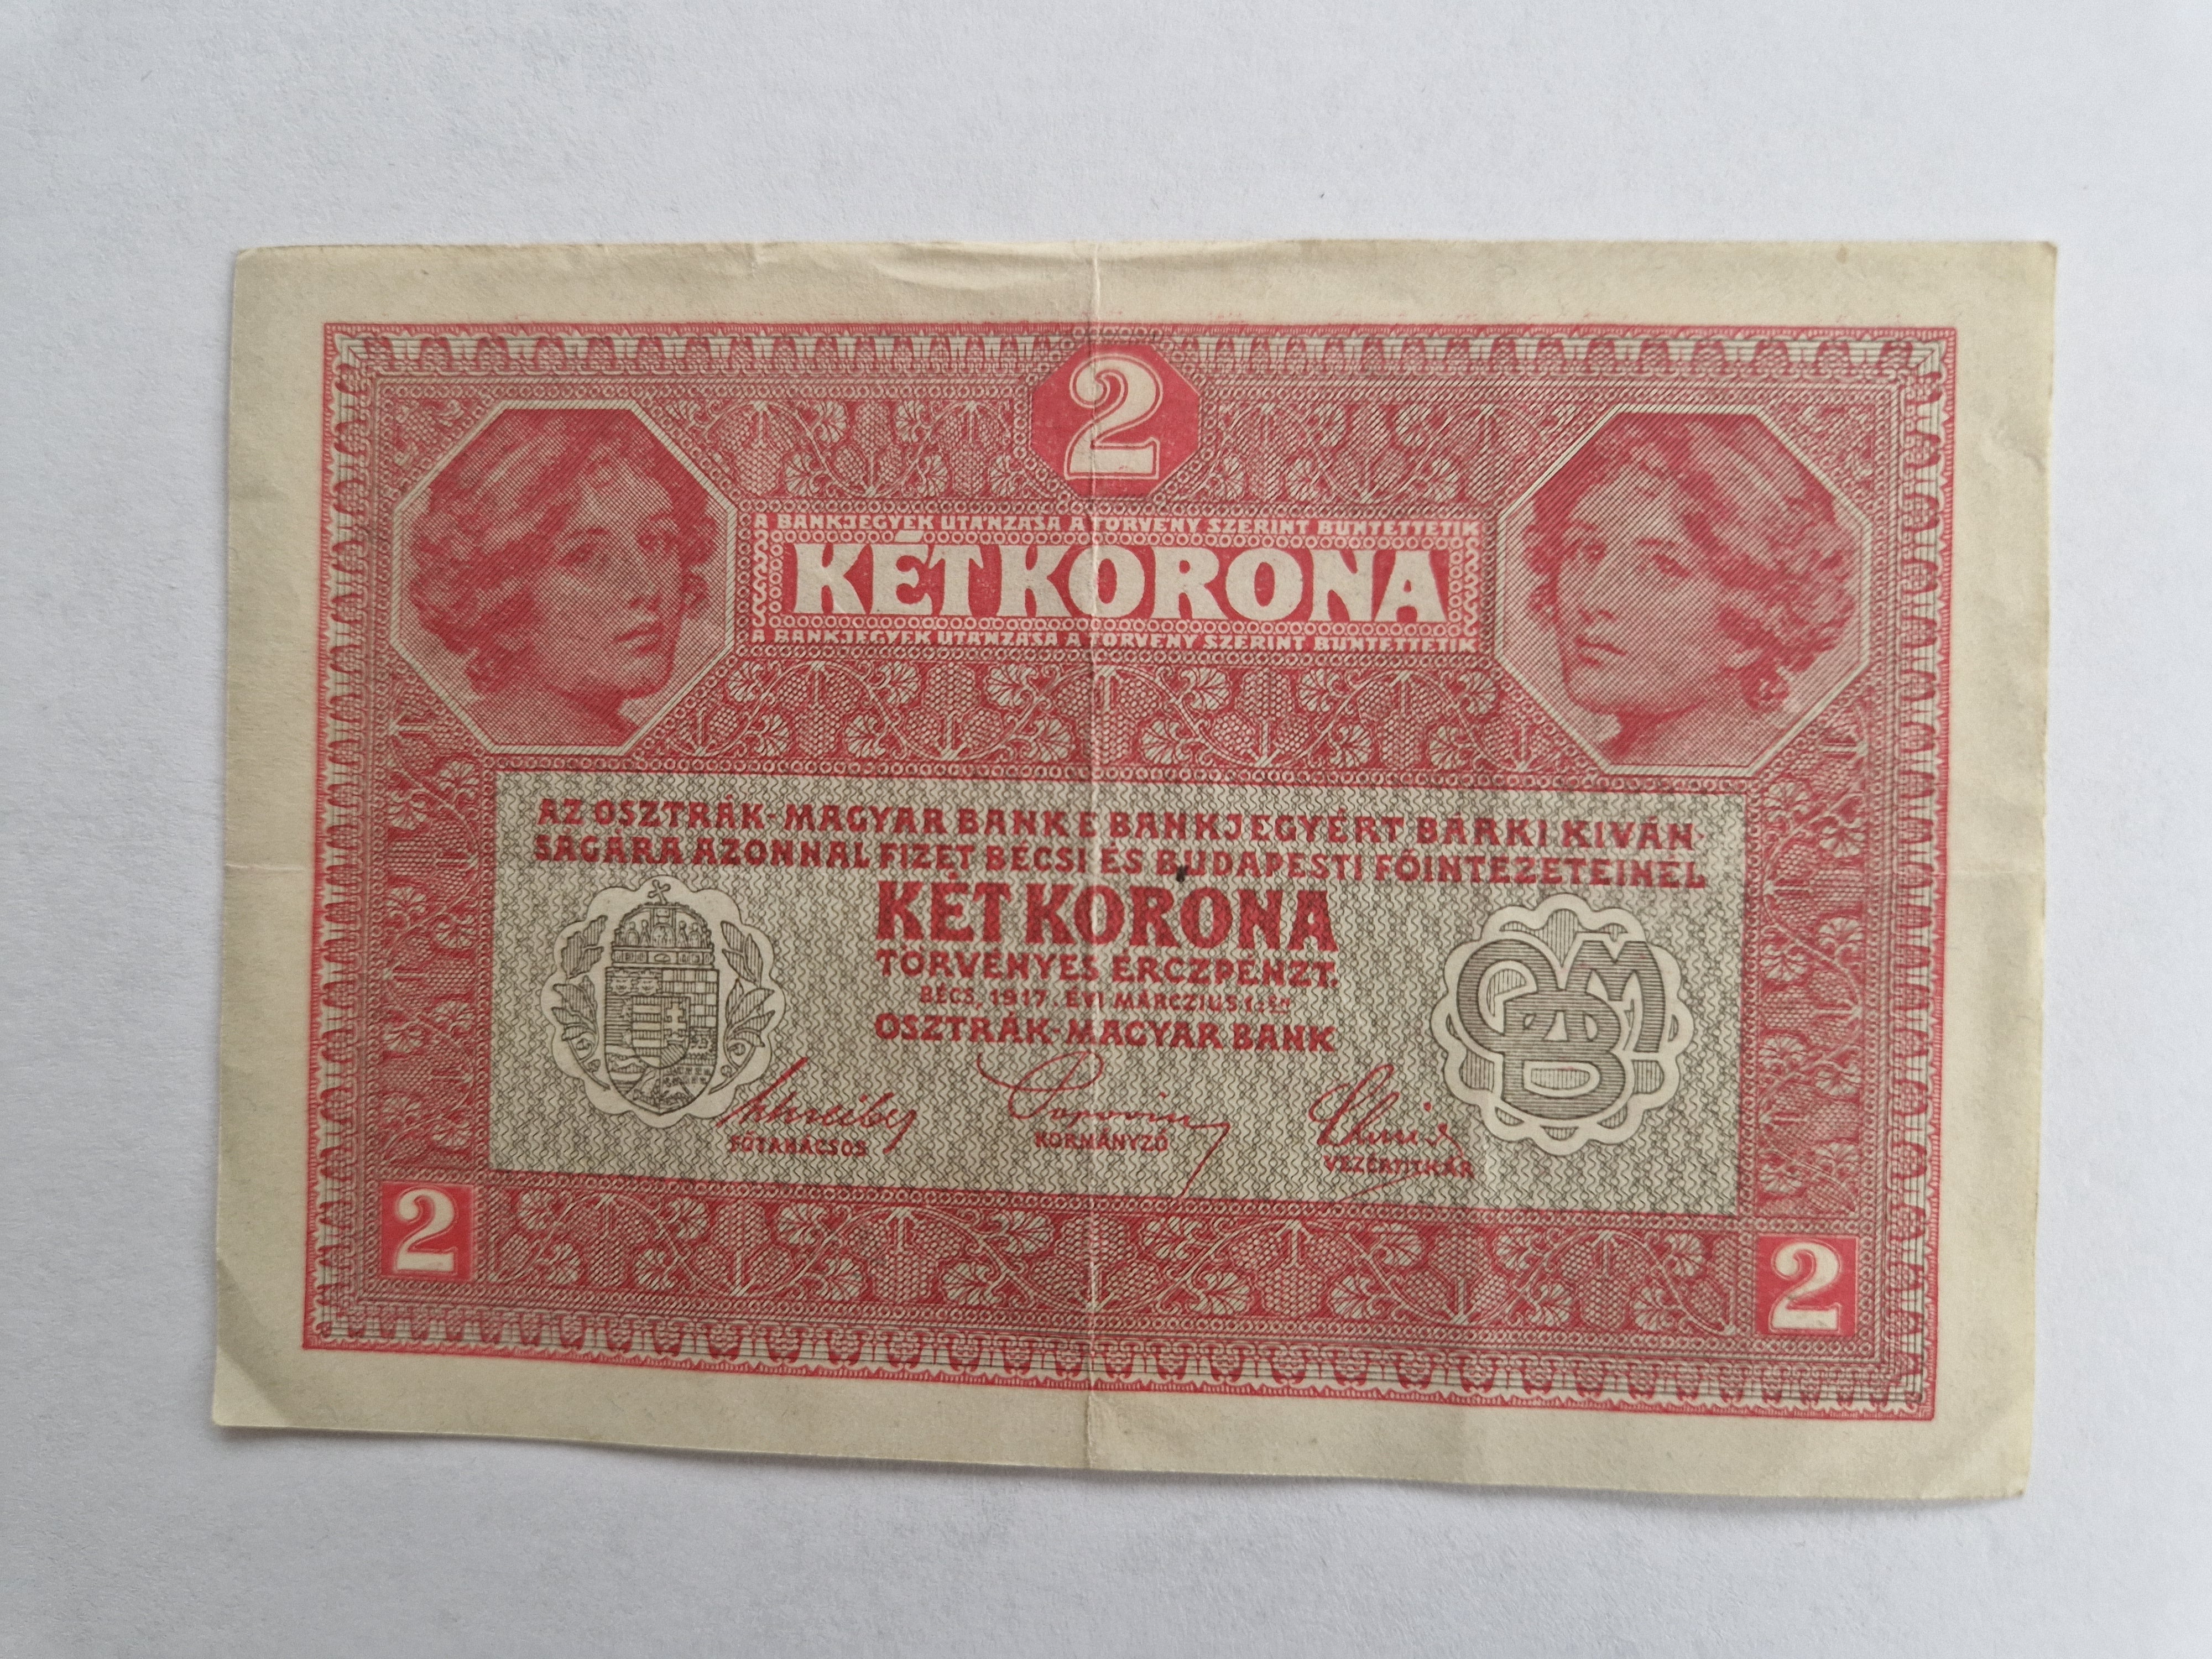 2
A BANKJEGYEK UTÁNZÁSA A TÖRVÉNY SZERINT BÜNTETTETIK
KÉT KORONA
A BANKJEGYEK UTÁNZÁSA A TÖRVÉNY SZERINT BÜNTETTETIK
AZ OSZTRÁK-MAGYAR BANK E BANKJEGYÉRT BÁRKI KIVÁN-
SÁGÁRA AZONNAL FIZET BÉCSI ÉS BUDAPESTI FŐINTÉZETEINÉL
KÉT KORONA
TÖRVÉNYES ÉRCZPÉNZT.
BÉCS, 1917. ÉVI MÁRCZIUS 1-ÉN
OSZTRÁK-MAGYAR BANK
FŐTANÁCSOS
KORMÁNYZÓ
VEZÉRTITKÁR
2
2